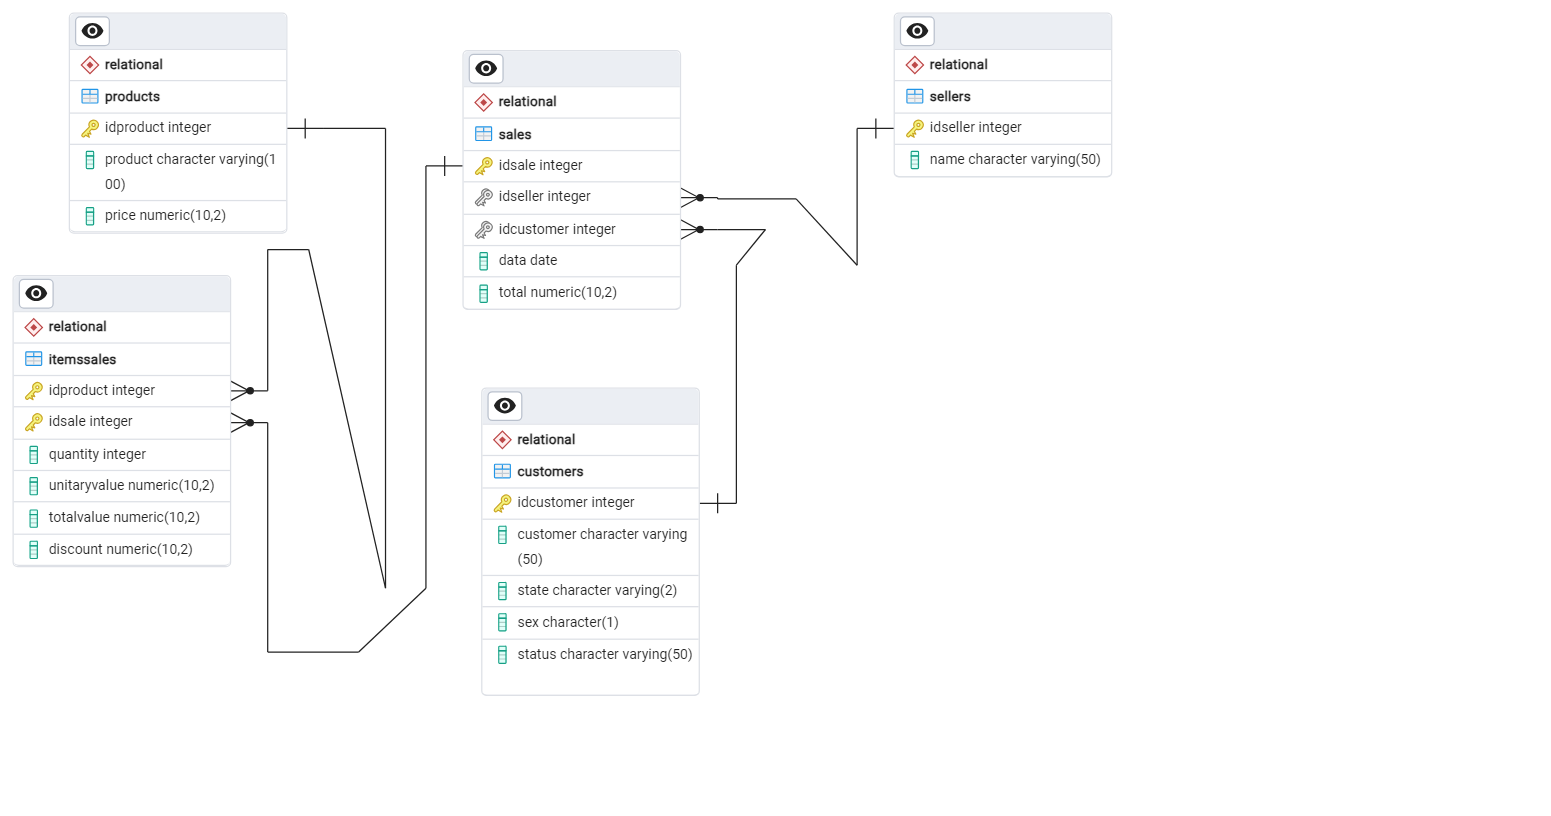 relational
products
idproduct integer
product character varying(1
00)
price numeric(10,2)
relational
itemssales
idproduct integer
idsale integer
quantity integer
unitaryvalue numeric(10,2)
totalvalue numeric(10,2)
discount numeric(10,2)
relational
sales
idsale integer
idseller integer
idcustomer integer
data date
total numeric(10,2)
relational
customers
idcustomer integer
customer character varying
(50)
state character varying(2)
sex character(1)
status character varying(50)
relational
sellers
idseller integer
name character varying(50)